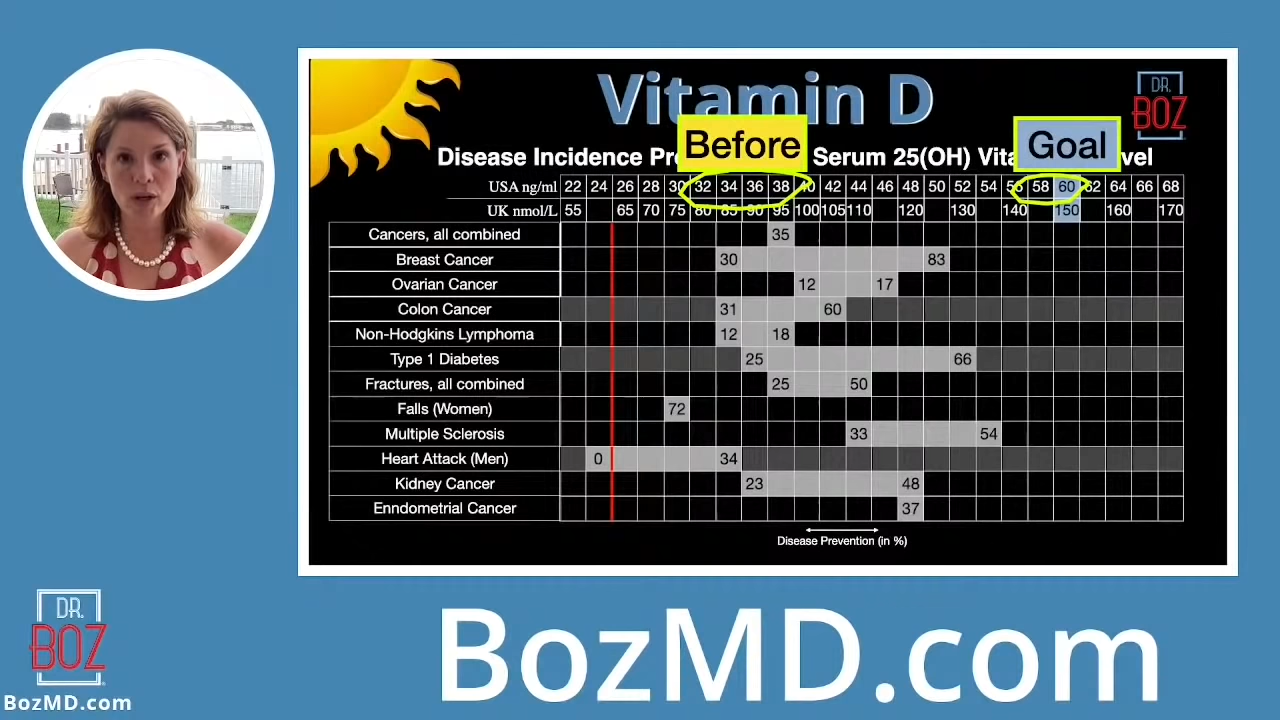 Vitamin D
DR.
BOZ
Before
Goal
Disease Incidence Serum 25(OH)
USA ng/ml 22 24 26 28 30 32 34 36 38 40 42 44 46 48 50 52 54 58 60 62 64 66 68
UK nmol/L 55 65 70 75 80 85 90 95 100 105 110 120 130 140 150 160 170
Cancers, all combined 35
Breast Cancer 30 83
Ovarian Cancer 12 17
Colon Cancer 31 60
Non-Hodgkins Lymphoma 12 18
Type 1 Diabetes 25 66
Fractures, all combined 25 50
Falls (Women) 72
Multiple Sclerosis 33 54
Heart Attack (Men) 0 34
Kidney Cancer 23 48
Enndometrial Cancer 37
Disease Prevention (in %)
DR.
BOZ
BozMD.com
BozMD.com